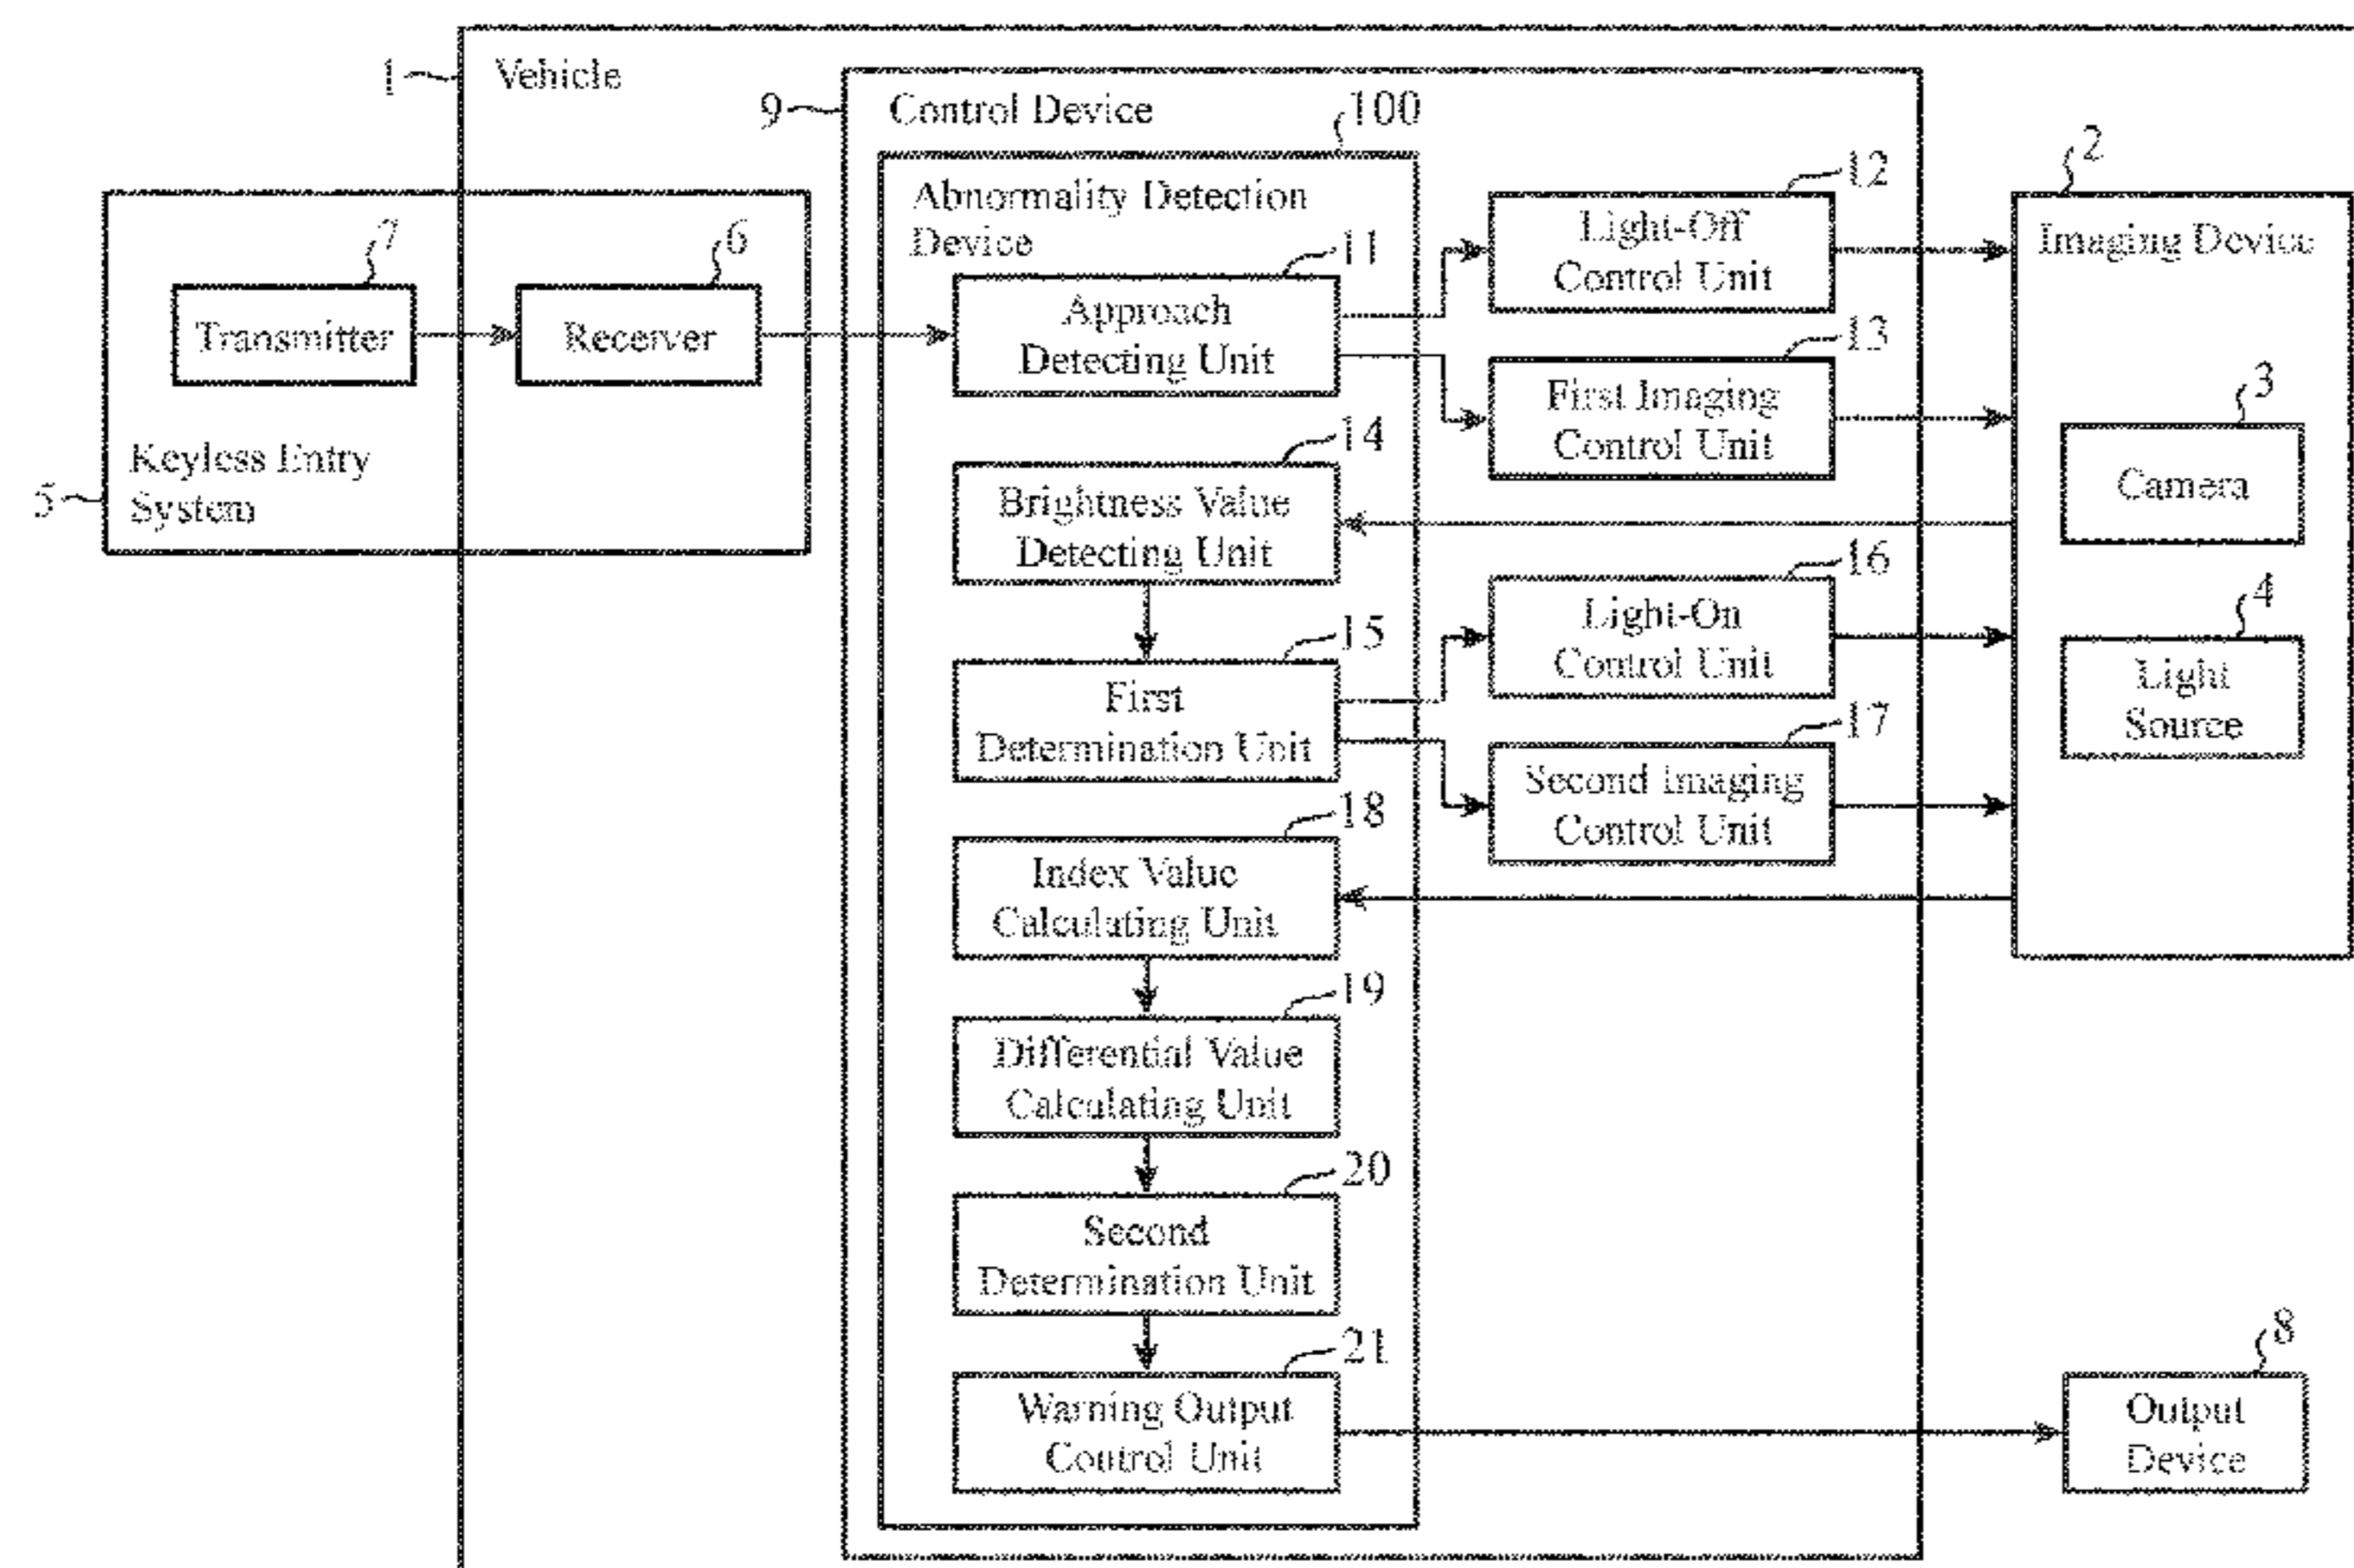 1
Vehicle
9
Control Device
100
2
Abnormality Detection
Device
12
Light-Off
Control Unit
Imaging Device
7
6
11
Transmitter
Receiver
Approach
Detecting Unit
13
First Imaging
Control Unit
3
Camera
Keyless Entry
System
5
14
Brightness Value
Detecting Unit
16
Light-On
Control Unit
4
Light
Source
15
First
Determination Unit
17
Second Imaging
Control Unit
18
Index Value
Calculating Unit
19
Differential Value
Calculating Unit
20
Second
Determination Unit
21
Warning Output
Control Unit
8
Output
Device